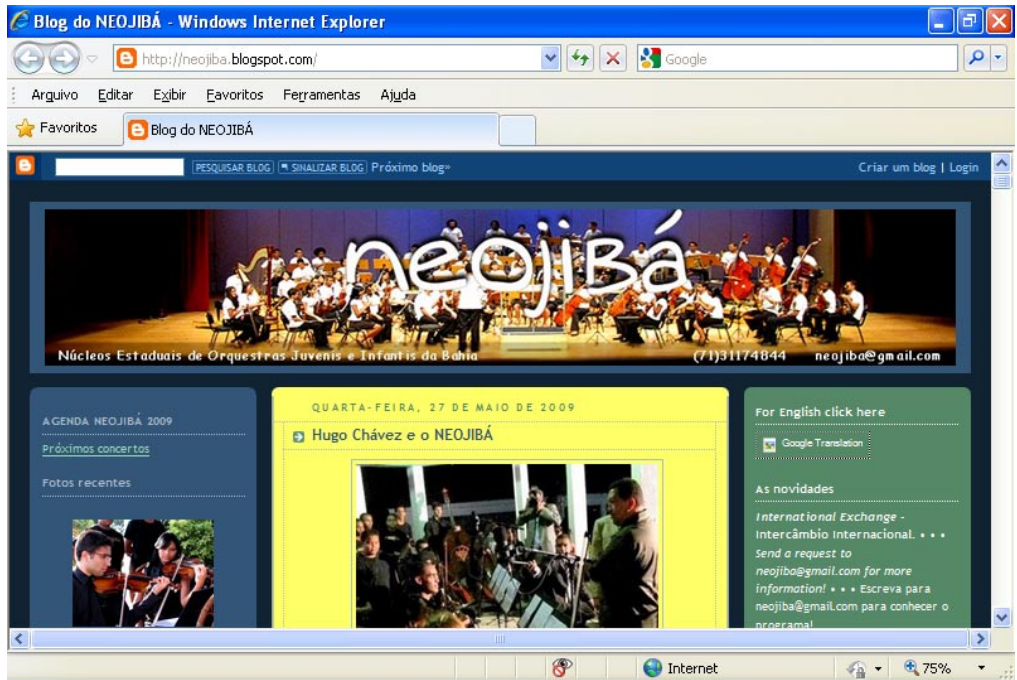 Blog do NEOJIBÁ - Windows Internet Explorer
http://neojiba.blogspot.com/
Google
Arquivo Editar Exibir Favoritos Ferramentas Ajuda
Favoritos Blog do NEOJIBÁ
PESQUISAR BLOG SINALIZAR BLOG Próximo blog» Criar um blog | Login
neojiBá
Núcleos Estaduais de Orquestras Juvenis e Infantis da Bahia (71)31174844 neojiba@gmail.com
AGENDA NEOJIBÁ 2009
Próximos concertos
Fotos recentes
QUARTA-FEIRA, 27 DE MAIO DE 2009
Hugo Chávez e o NEOJIBÁ
For English click here
Google Translation
As novidades
International Exchange -
Intercâmbio Internacional. • • •
Send a request to
neojiba@gmail.com for more
information! • • • Escreva para
neojiba@gmail.com para conhecer o
programa!
Internet 75%